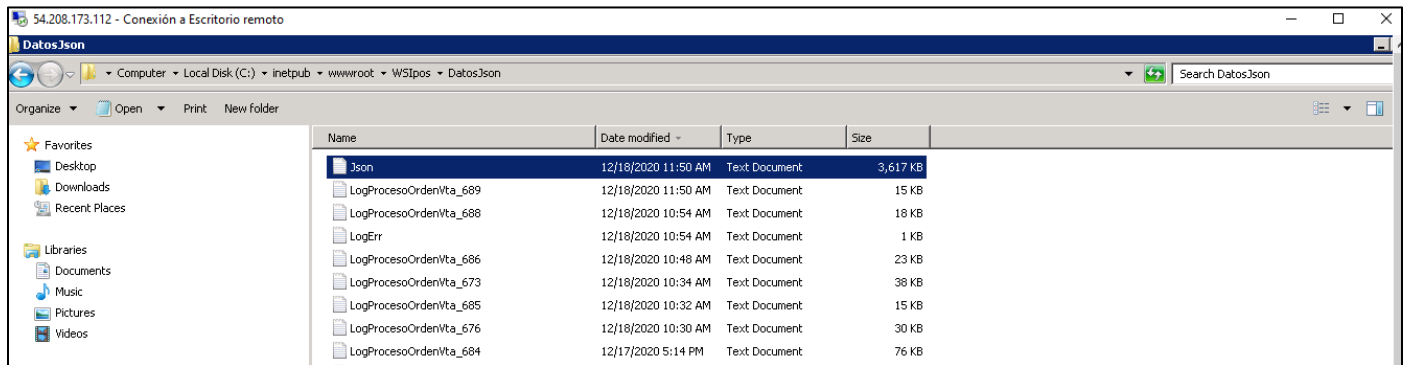 54.208.173.112 - Conexión a Escritorio remoto
DatosJson
Computer Local Disk (C:) inetpub wwwroot WSIpos DatosJson Search DatosJson
Organize Open Print New folder
Favorites
Desktop
Downloads
Recent Places
Libraries
Documents
Music
Pictures
Videos
Name Date modified Type Size
Json 12/18/2020 11:50 AM Text Document 3,617 KB
LogProcesoOrdenVta_689 12/18/2020 11:50 AM Text Document 15 KB
LogProcesoOrdenVta_688 12/18/2020 10:54 AM Text Document 18 KB
LogErr 12/18/2020 10:54 AM Text Document 1 KB
LogProcesoOrdenVta_686 12/18/2020 10:48 AM Text Document 23 KB
LogProcesoOrdenVta_673 12/18/2020 10:34 AM Text Document 38 KB
LogProcesoOrdenVta_685 12/18/2020 10:32 AM Text Document 15 KB
LogProcesoOrdenVta_676 12/18/2020 10:30 AM Text Document 30 KB
LogProcesoOrdenVta_684 12/17/2020 5:14 PM Text Document 76 KB